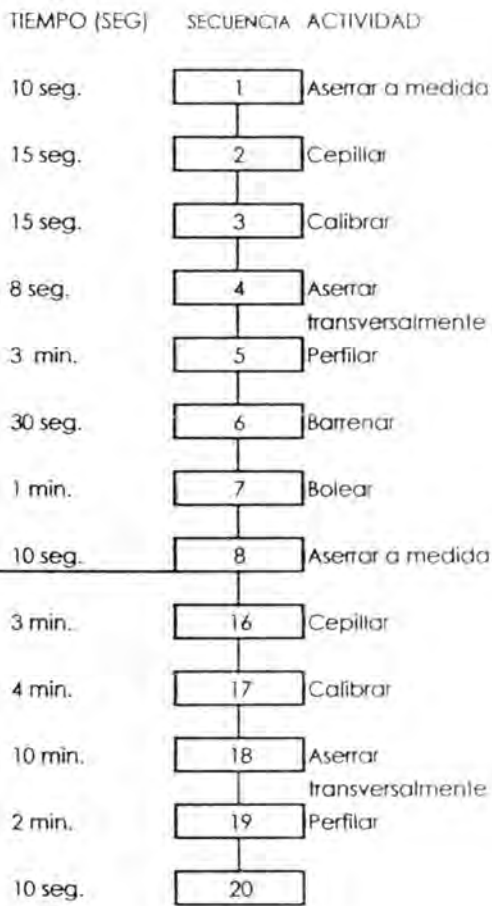 TIEMPO (SEG) SECUENCIA ACTIVIDAD
10 seg. 1 Aserrar a medida
15 seg. 2 Cepillar
15 seg. 3 Calibrar
8 seg. 4 Aserrar
transversalmente
3 min. 5 Perfilar
30 seg. 6 Barrenar
1 min. 7 Bolear
10 seg. 8 Aserrar a medida
3 min. 16 Cepillar
4 min. 17 Calibrar
10 min. 18 Aserrar
transversalmente
2 min. 19 Perfilar
10 seg. 20